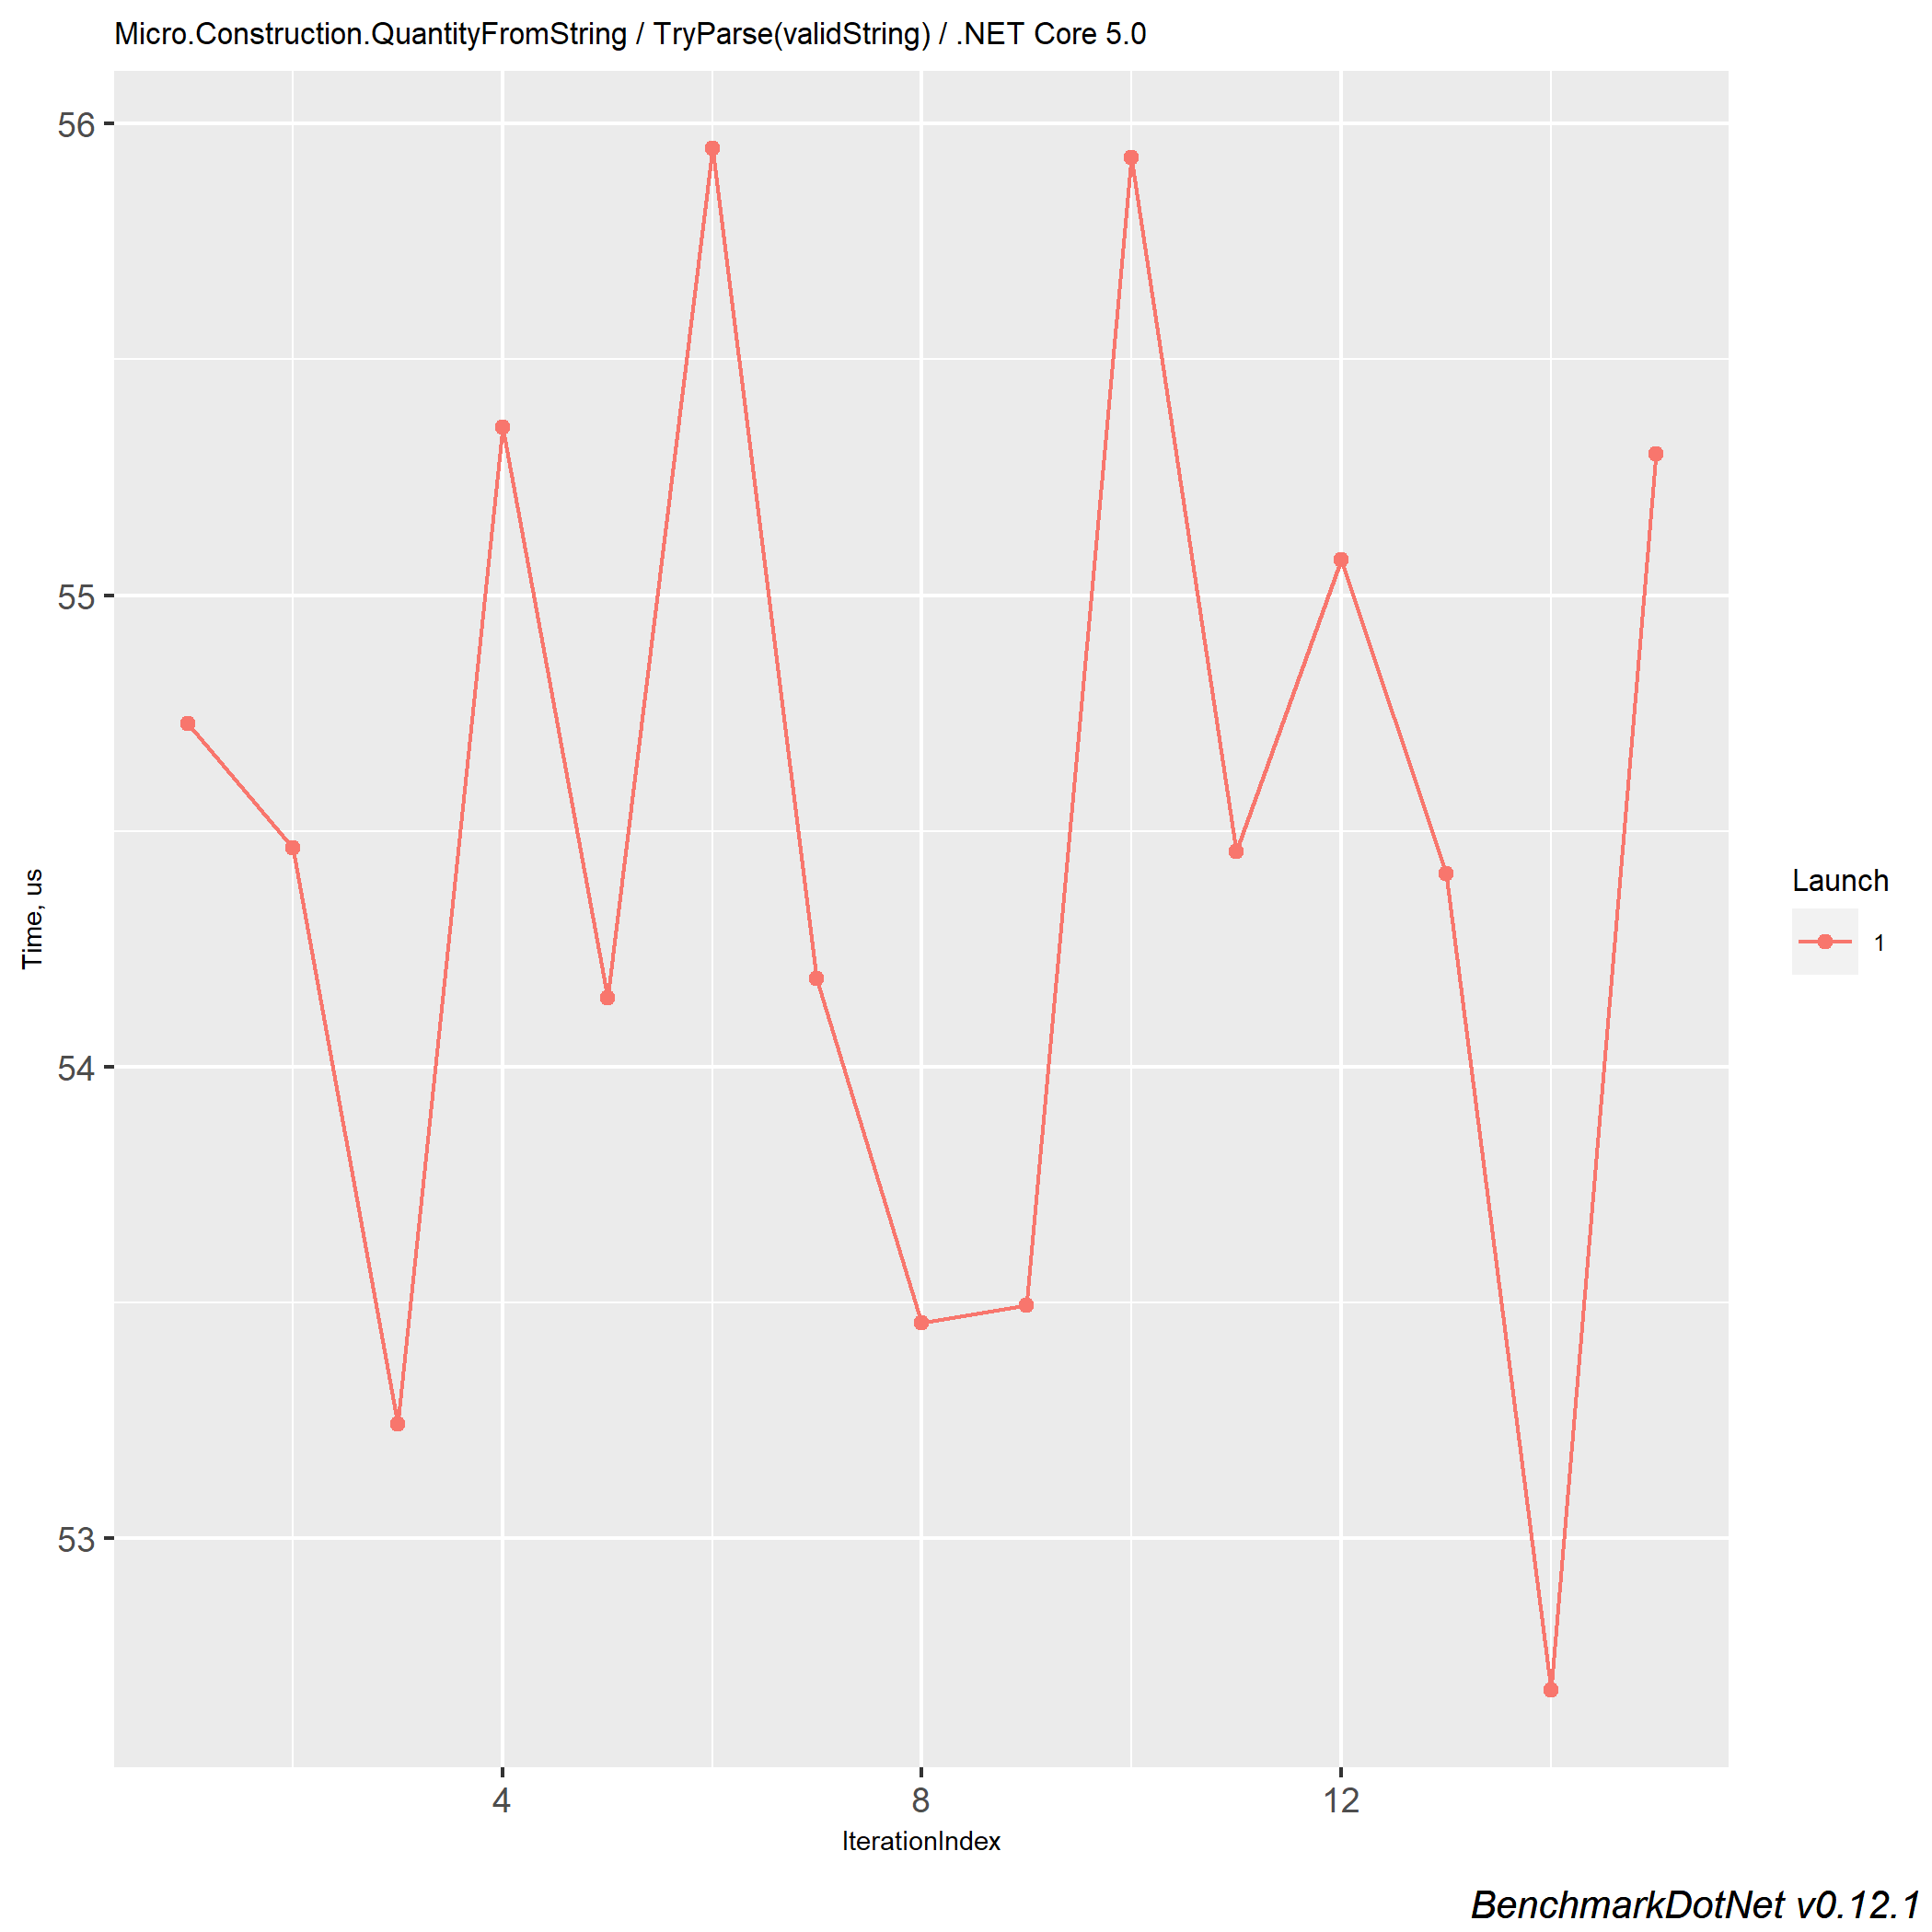 Micro.Construction.QuantityFromString / TryParse(validString) / .NET Core 5.0
56
55
54
53
Time, us
4 8 12
IterationIndex
Launch
1
BenchmarkDotNet v0.12.1